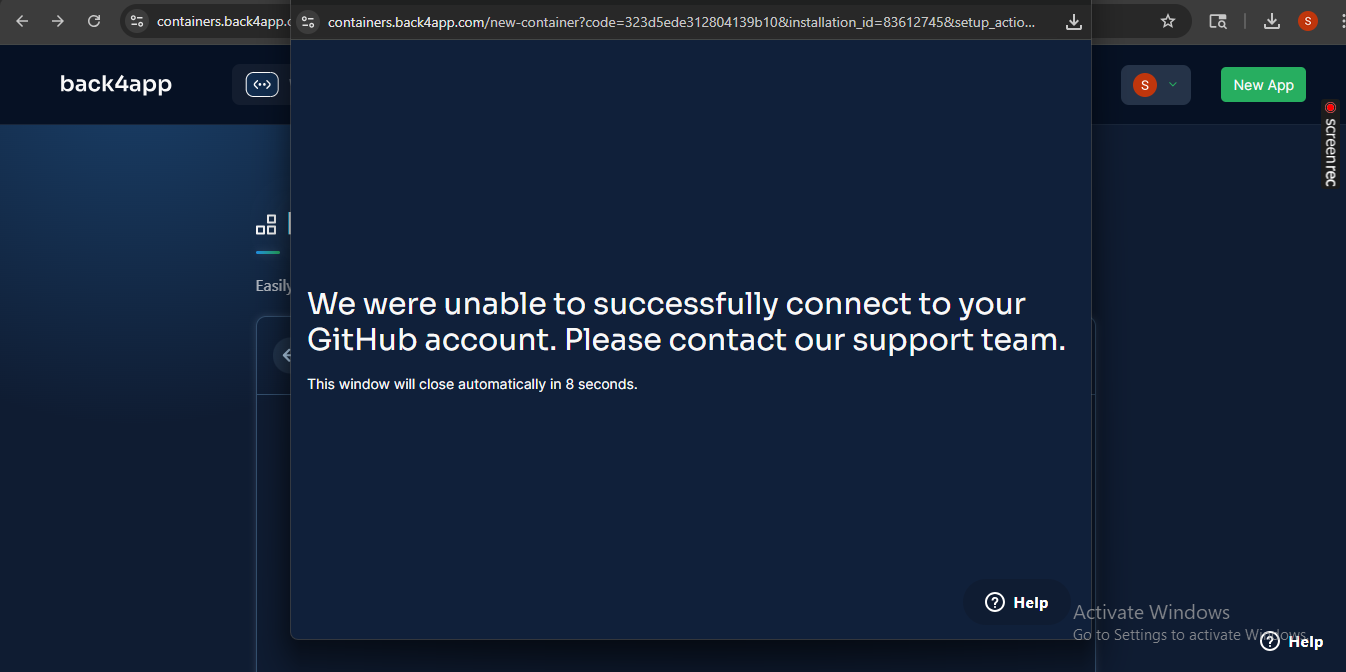 containers.back4app.c
containers.back4app.com/new-container?code=323d5ede312804139b10&installation_id=83612745&setup_actio...
S
back4app
S
New App
screenrec
Easily
We were unable to successfully connect to your
GitHub account. Please contact our support team.
This window will close automatically in 8 seconds.
Help
Activate Windows
Go to Settings to activate Windows.
Help